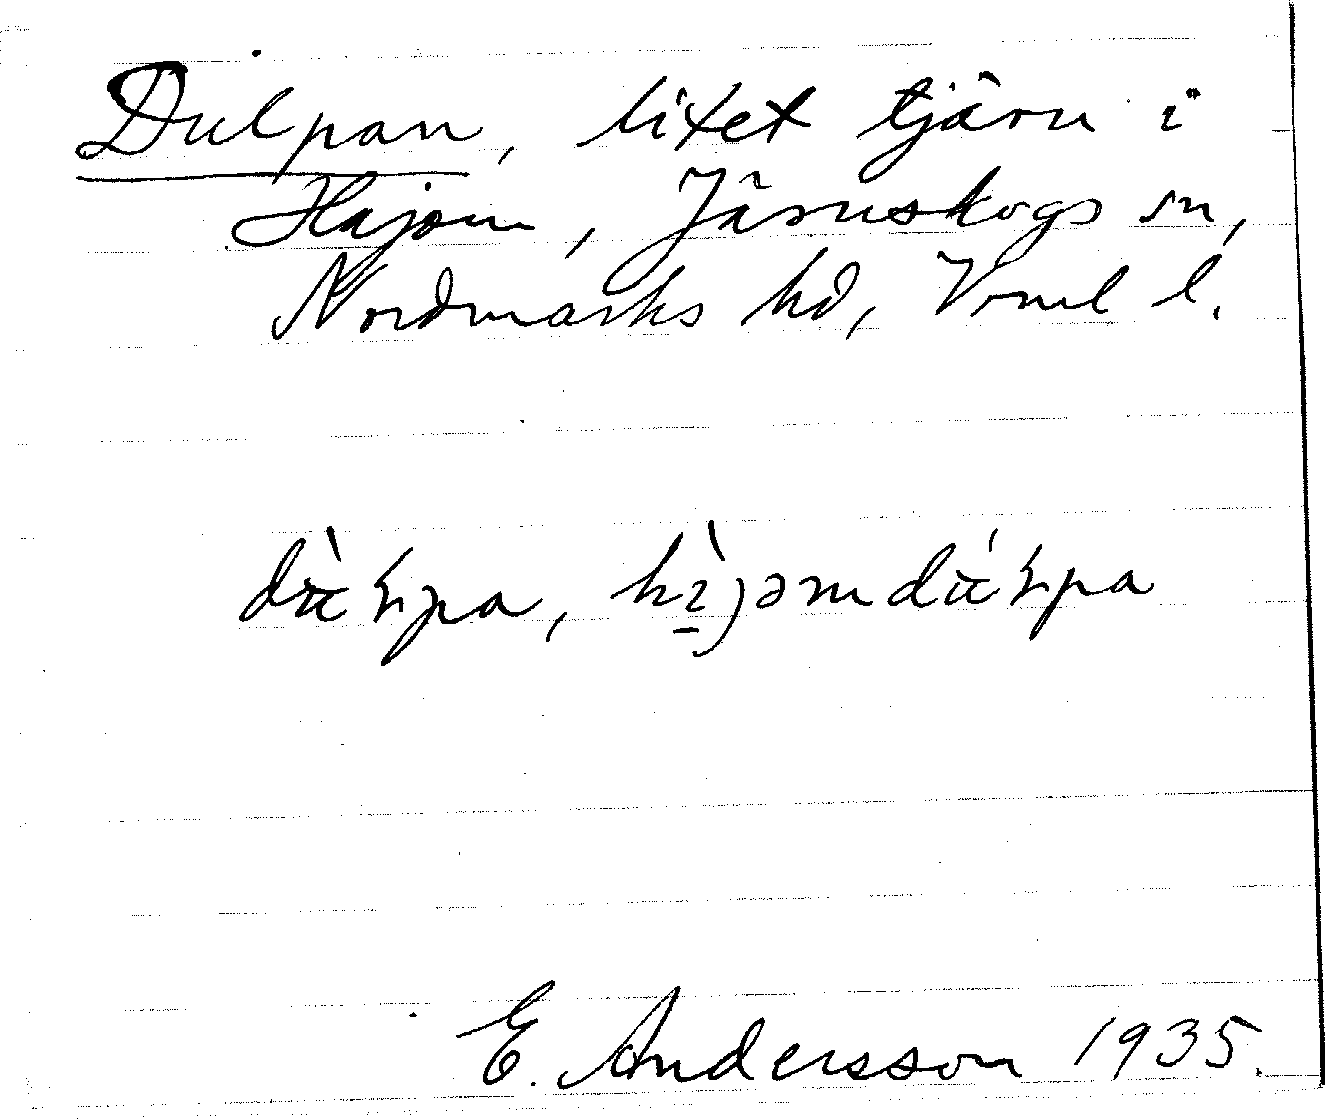 Dulpan, litet tjärn i
Hajom, Järnskogs sn,
Nordmarks hd, Vrml l.
E. Andersson 1935.